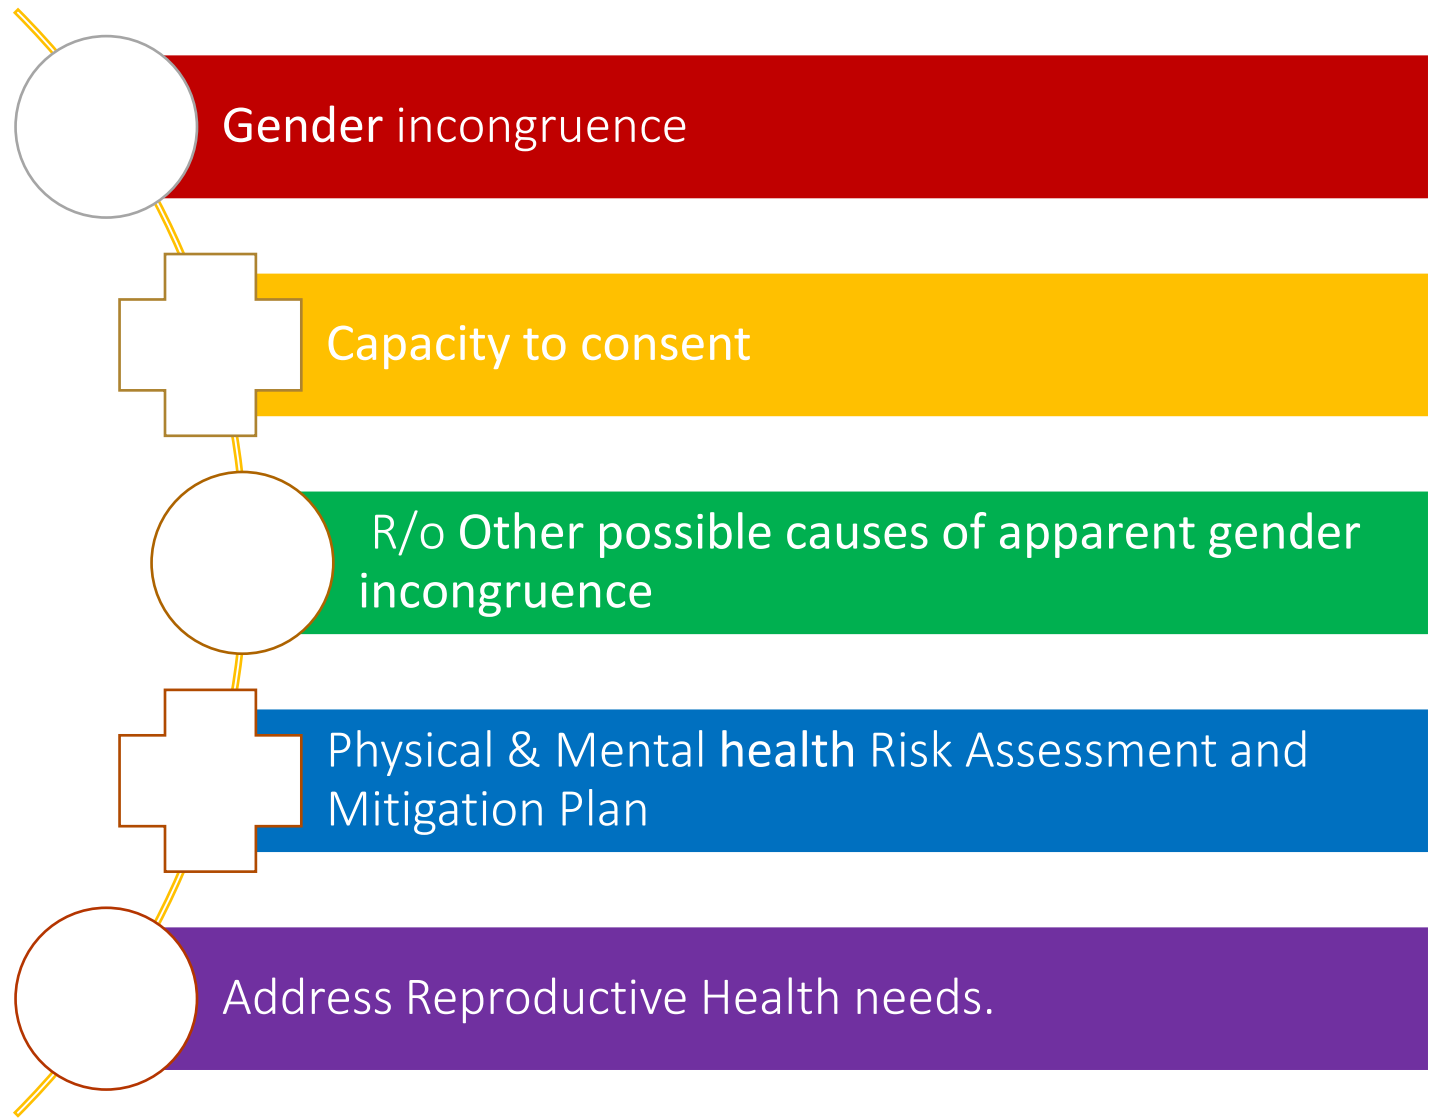 Gender incongruence
Capacity to consent
R/o Other possible causes of apparent gender
incongruence
Physical & Mental health Risk Assessment and
Mitigation Plan
Address Reproductive Health needs.